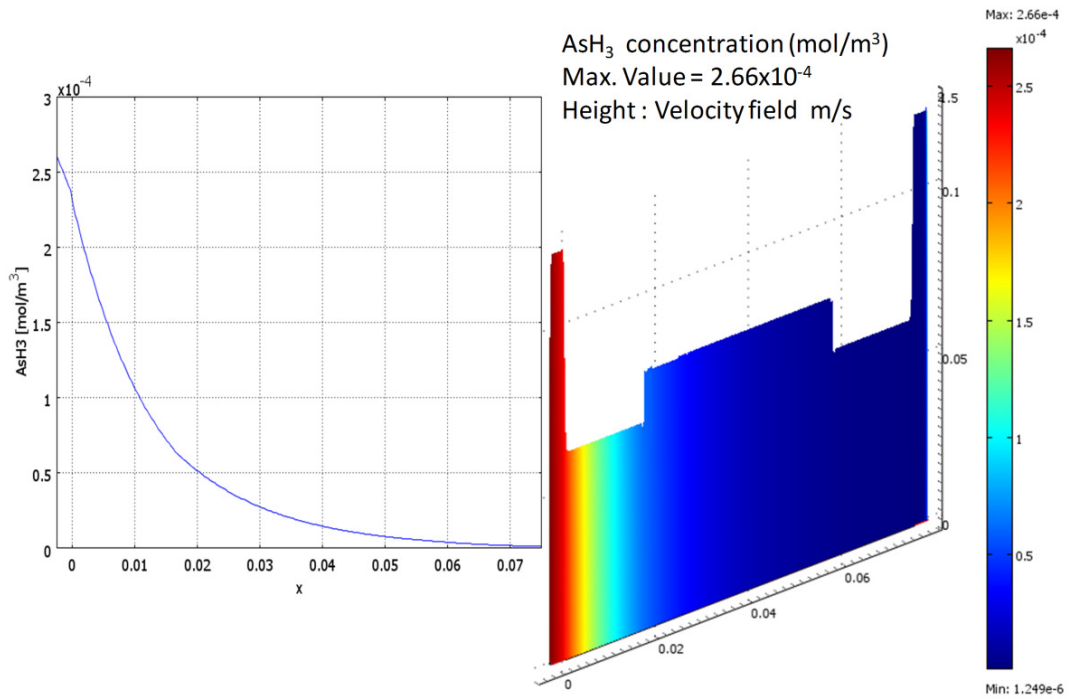 AsH₃ concentration (mol/m³)
Max. Value = 2.66x10⁻⁴
Height : Velocity field m/s
x10⁻⁴
3
2.5
2
1.5
1
0.5
0
AsH3 [mol/m³]
0 0.01 0.02 0.03 0.04 0.05 0.06 0.07
x
0.1
0.05
0
0 0.02 0.04 0.06
Max: 2.66e-4
x10⁻⁴
2.5
2
1.5
1
0.5
Min: 1.249e-6